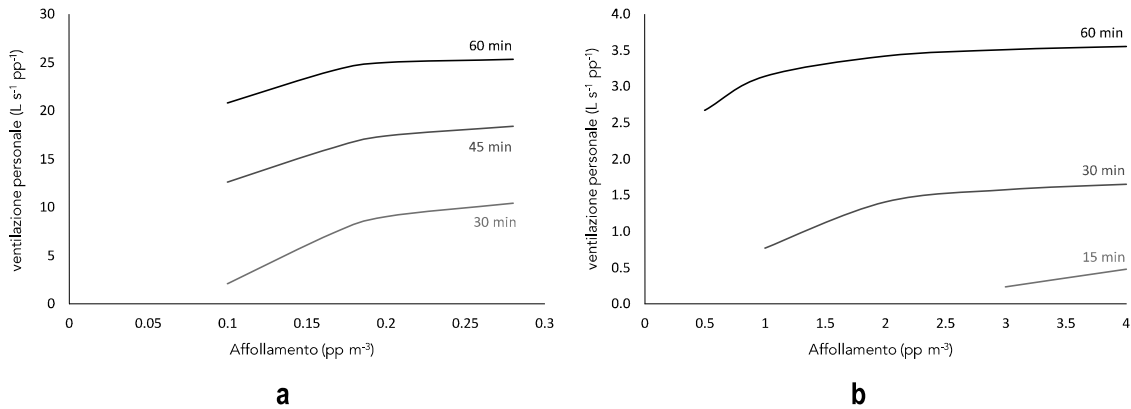 ventilazione personale (L s⁻¹ pp⁻¹)
30
25
20
15
10
5
0
60 min
45 min
30 min
0 0.05 0.1 0.15 0.2 0.25 0.3
Affollamento (pp m⁻³)
a
ventilazione personale (L s⁻¹ pp⁻¹)
4.0
3.5
3.0
2.5
2.0
1.5
1.0
0.5
0.0
60 min
30 min
15 min
0 0.5 1 1.5 2 2.5 3 3.5 4
Affollamento (pp m⁻³)
b